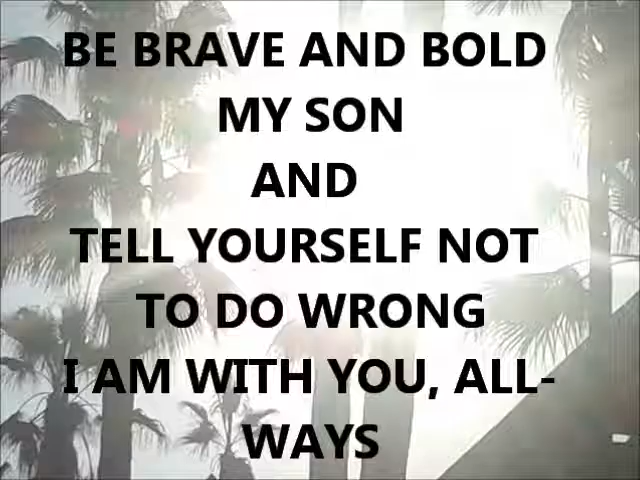 BE BRAVE AND BOLD
MY SON
AND
TELL YOURSELF NOT
TO DO WRONG
I AM WITH YOU, ALL-
WAYS